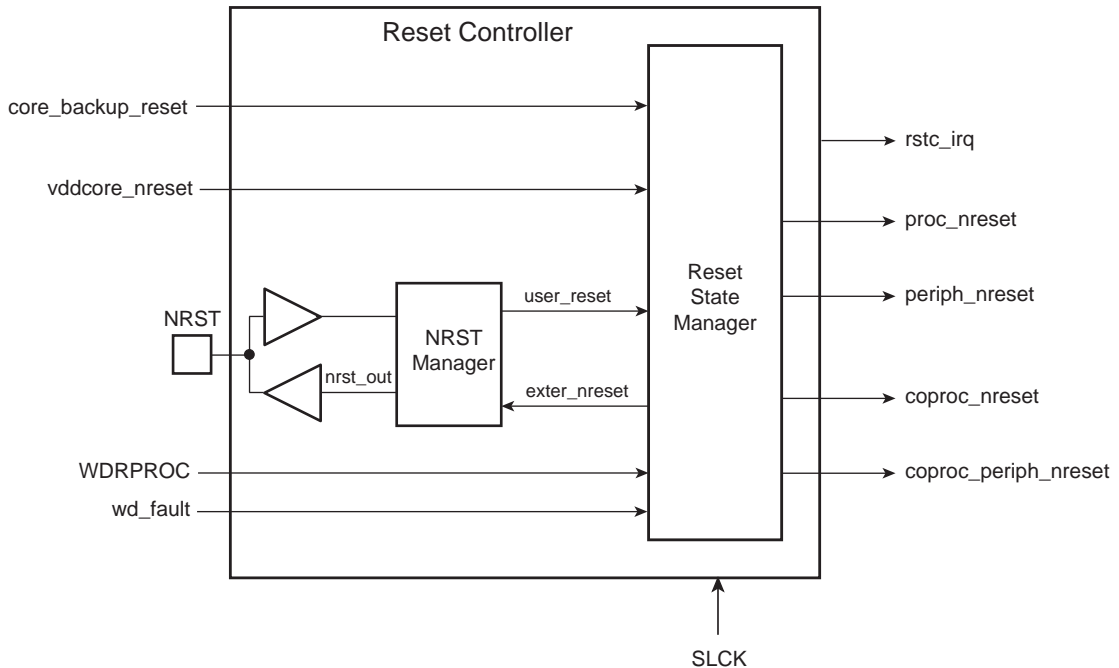 Reset Controller
core_backup_reset
rstc_irq
vddcore_nreset
proc_nreset
Reset
State
Manager
user_reset
periph_nreset
NRST
NRST
Manager
nrst_out
exter_nreset
coproc_nreset
WDRPROC
coproc_periph_nreset
wd_fault
SLCK